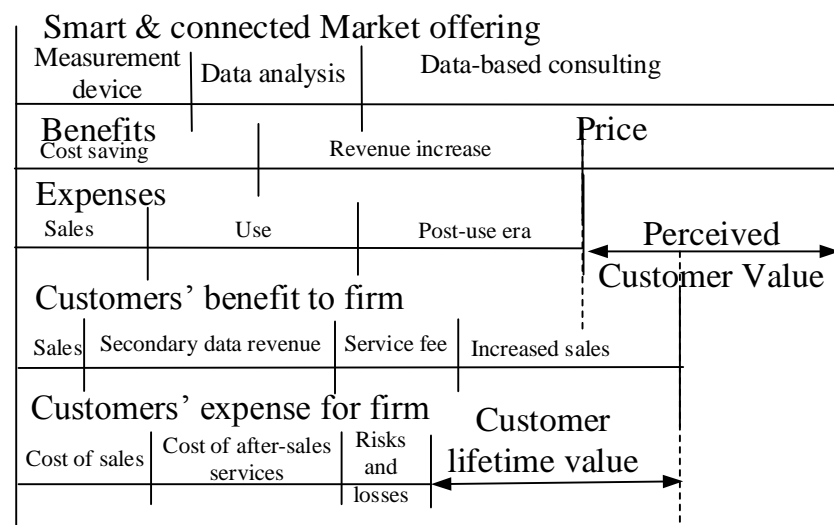 Smart & connected Market offering
Measurement
device
Data analysis
Data-based consulting
Benefits
Price
Cost saving
Revenue increase
Expenses
Sales
Use
Post-use era
Perceived
Customer Value
Customers’ benefit to firm
Sales
Secondary data revenue
Service fee
Increased sales
Customers’ expense for firm
Cost of sales
Cost of after-sales
services
Risks
and
losses
Customer
lifetime value